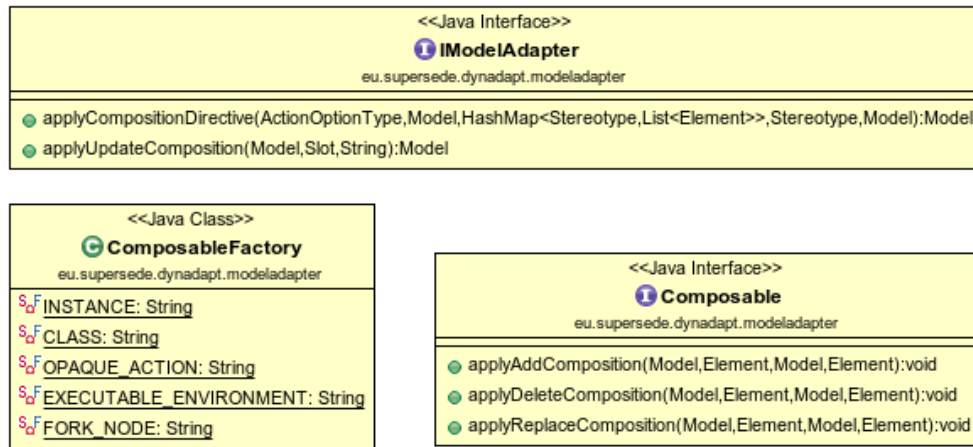 <<Java Interface>>
I IModelAdapter
eu.supersede.dynadapt.modeladapter
applyCompositionDirective(ActionOptionType,Model,HashMap<Stereotype,List<Element>>,Stereotype,Model):Model
applyUpdateComposition(Model,Slot,String):Model
<<Java Class>>
C ComposableFactory
eu.supersede.dynadapt.modeladapter
S F INSTANCE: String
S F CLASS: String
S F OPAQUE_ACTION: String
S F EXECUTABLE_ENVIRONMENT: String
S F FORK_NODE: String
<<Java Interface>>
I Composable
eu.supersede.dynadapt.modeladapter
applyAddComposition(Model,Element,Model,Element):void
applyDeleteComposition(Model,Element,Model,Element):void
applyReplaceComposition(Model,Element,Model,Element):void